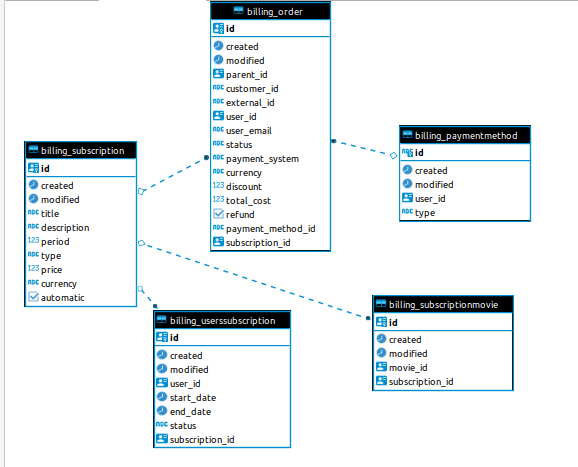 billing_order
id
created
modified
parent_id
customer_id
external_id
user_id
user_email
status
payment_system
currency
discount
total_cost
refund
payment_method_id
subscription_id
billing_paymentmethod
id
created
modified
user_id
type
billing_subscription
id
created
modified
title
description
period
type
price
currency
automatic
billing_userssubscription
id
created
modified
user_id
start_date
end_date
status
subscription_id
billing_subscriptionmovie
id
created
modified
movie_id
subscription_id